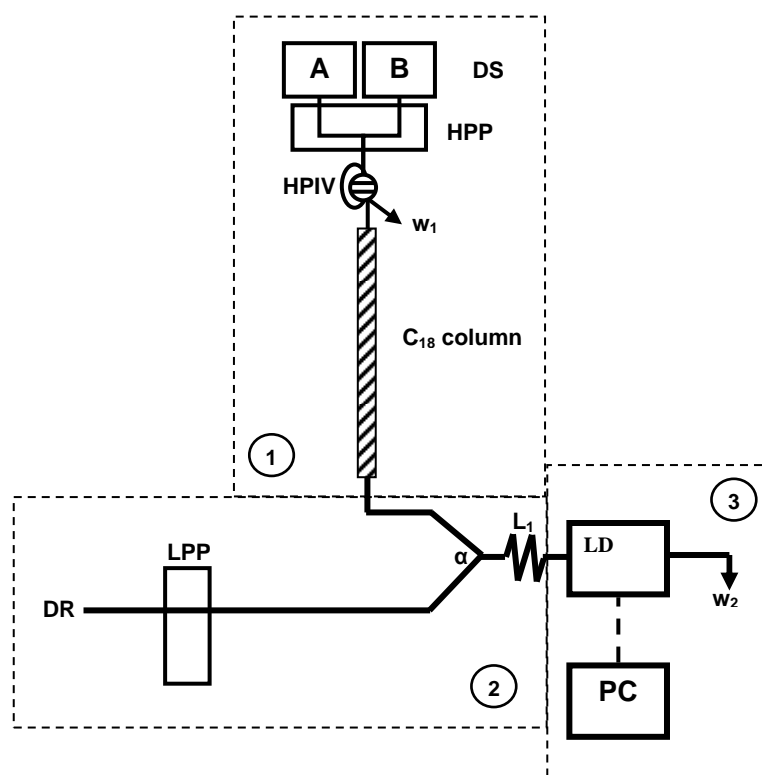 A B DS
HPP
HPIV
w₁
C₁₈ column
1
3
L₁
LPP
α
LD
DR
w₂
2
PC